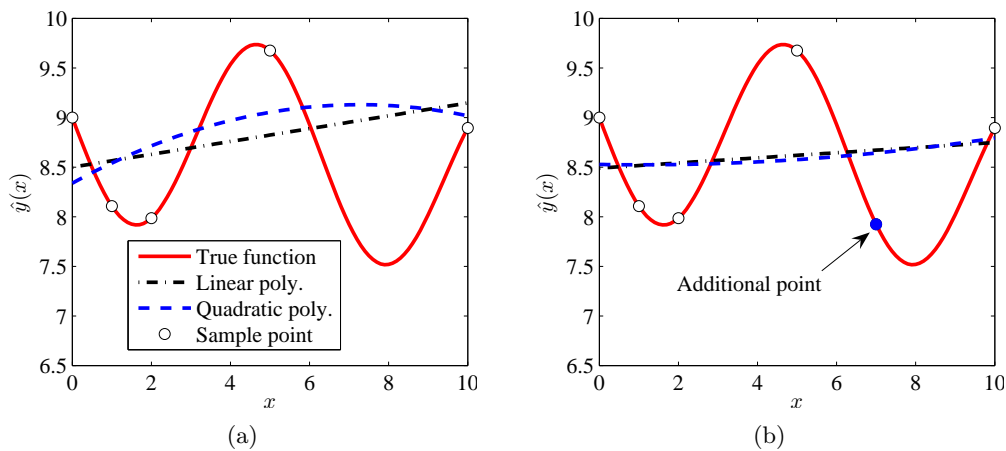 10
9.5
9
8.5
8
7.5
7
6.5
ŷ(x)
True function
Linear poly.
Quadratic poly.
Sample point
0 2 4 6 8 10
x
(a)
10
9.5
9
8.5
8
7.5
7
6.5
ŷ(x)
Additional point
0 2 4 6 8 10
x
(b)